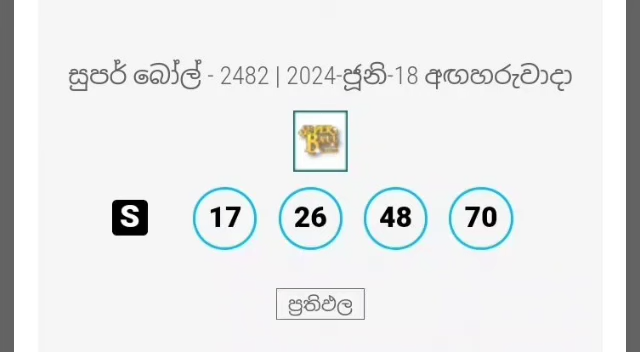 සුපර් බෝල් - 2482 | 2024-ජූනි-18 අඟහරුවාදා
S 17 26 48 70
ප්‍රතිඵල